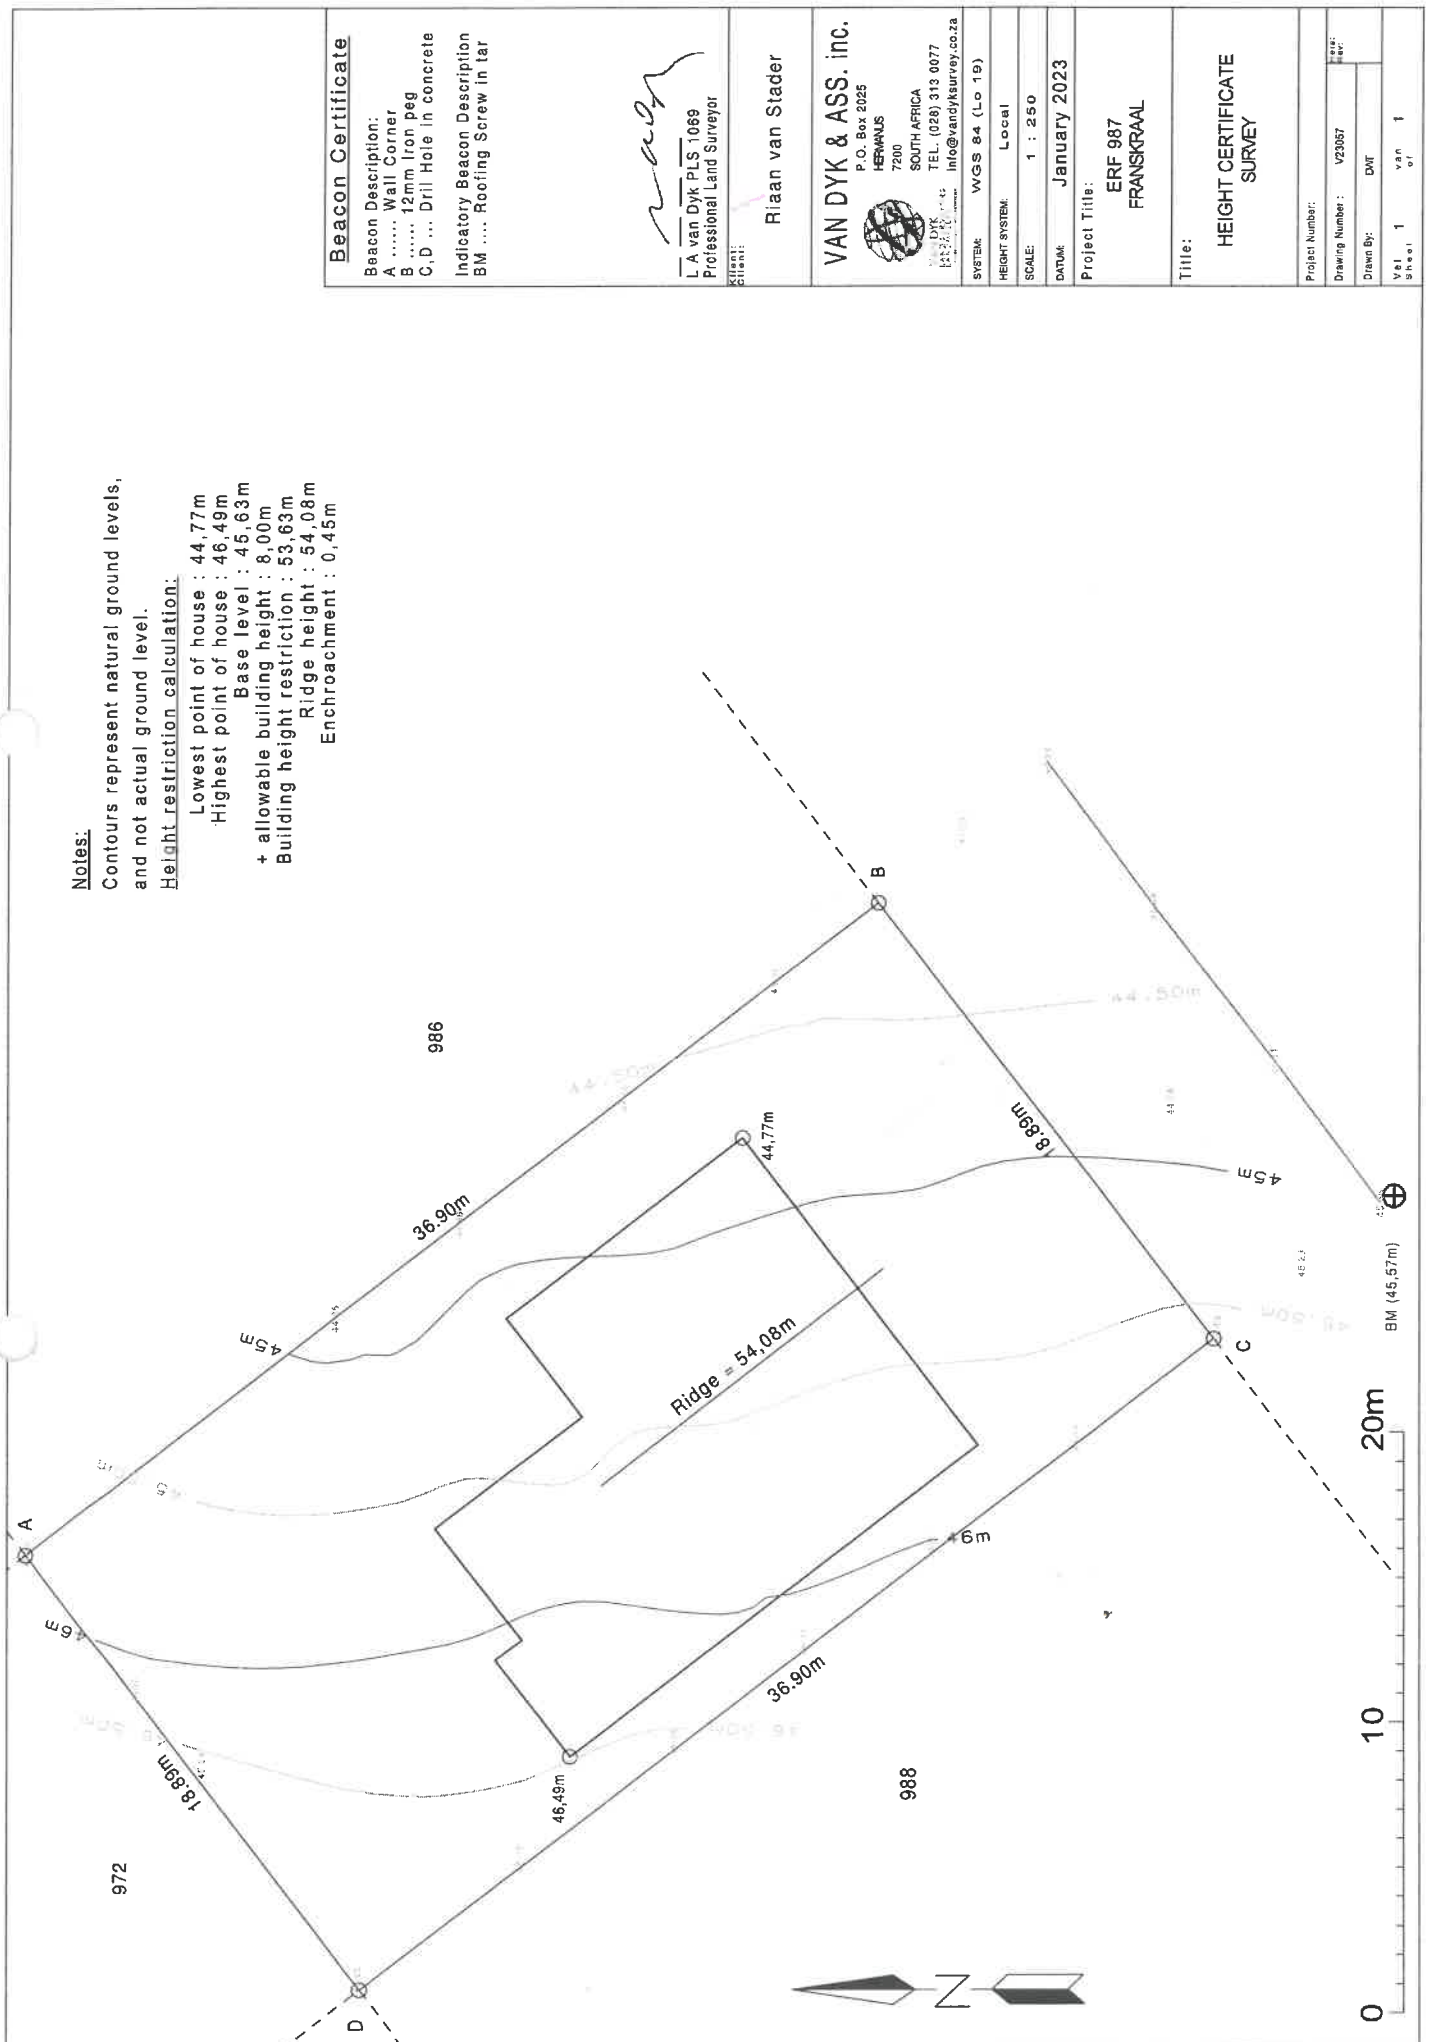 Notes:
Contours represent natural ground levels,
and not actual ground level.
Height restriction calculation:
Lowest point of house : 44,77m
Highest point of house : 46,49m
Base level : 45,63m
+ allowable building height : 8,00m
Building height restriction : 53,63m
Ridge height : 54,08m
Enchroachment : 0,45m
Beacon Certificate
Beacon Description:
A ...... Wall Corner
B ...... 12mm Iron peg
C,D ... Drill Hole in concrete
Indicatory Beacon Description
BM .... Roofing Screw in tar
L A van Dyk PLS 1069
Professional Land Surveyor
Kliënt:
Client:
Riaan van Stader
VAN DYK & ASS. inc.
P.O. Box 2025
HERMANUS
7200
SOUTH AFRICA
TEL. (028) 313 0077
info@vandyksurvey.co.za
SYSTEM: WGS 84 (Lo 19)
HEIGHT SYSTEM: Local
SCALE: 1 : 250
DATUM: January 2023
Project Title:
ERF 987
FRANSKRAAL
Title:
HEIGHT CERTIFICATE
SURVEY
Project Number:
Drawing Number : V23057
Drawn By: DWT
Vel 1 van 1
Sheet of
A
B
C
D
972
986
988
36.90m
18.89m
36.90m
18.89m
45m
45m
46m
46m
44.50m
44.50m
44,77m
46,49m
Ridge = 54,08m
BM (45,57m)
N
0
10
20m